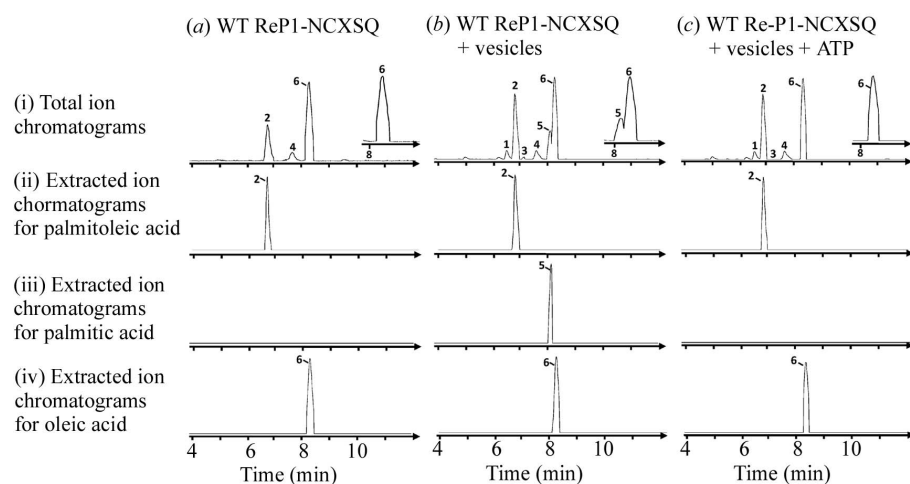 (a) WT ReP1-NCXSQ
(b) WT ReP1-NCXSQ
+ vesicles
(c) WT Re-P1-NCXSQ
+ vesicles + ATP
(i) Total ion
chromatograms
2 4 6 6 8
1 2 3 4 5 6 5 6 8
1 2 3 4 6 6 8
(ii) Extracted ion
chormatograms
for palmitoleic acid
2 2 2
(iii) Extracted ion
chromatograms
for palmitic acid
5
(iv) Extracted ion
chromatograms
for oleic acid
6 6 6
4 6 8 10 4 6 8 10 4 6 8 10
Time (min) Time (min) Time (min)